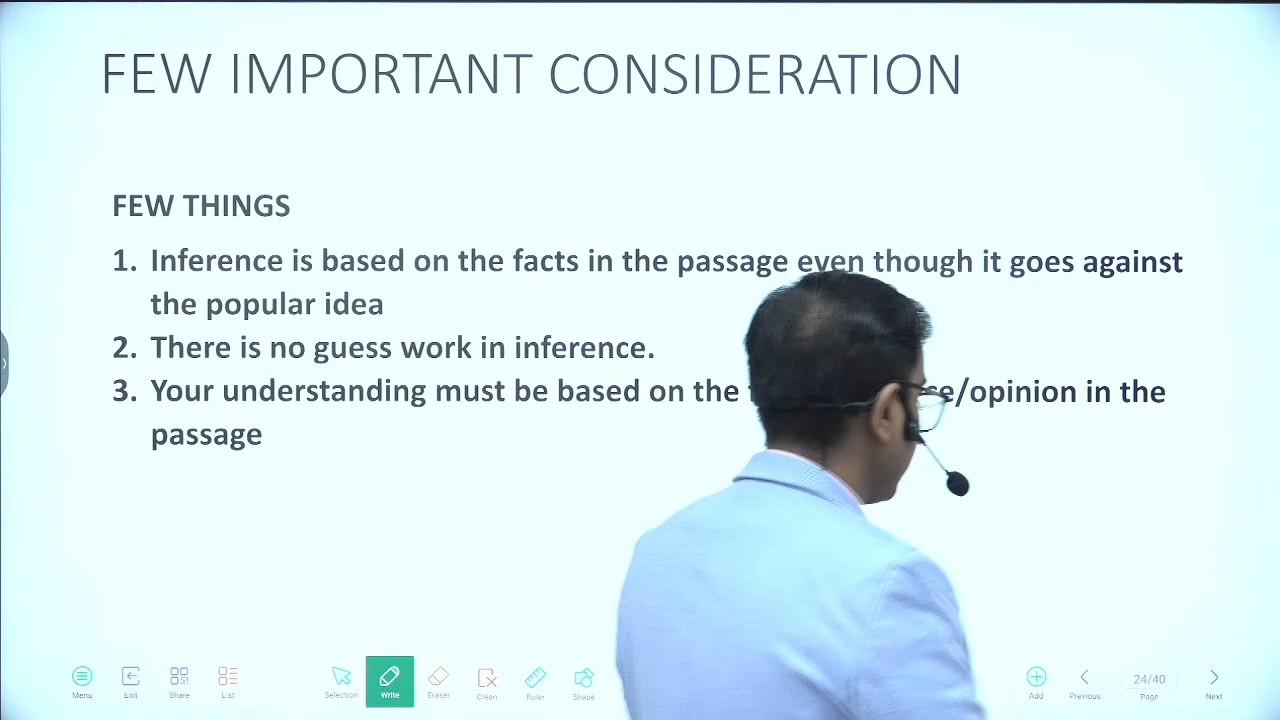 FEW IMPORTANT CONSIDERATION
FEW THINGS
1. Inference is based on the facts in the passage even though it goes against
the popular idea
2. There is no guess work in inference.
3. Your understanding must be based on the /opinion in the
passage
Menu Exit Share List Selection Write Eraser Clean Ruler Shape Add Previous 24/40 Page Next